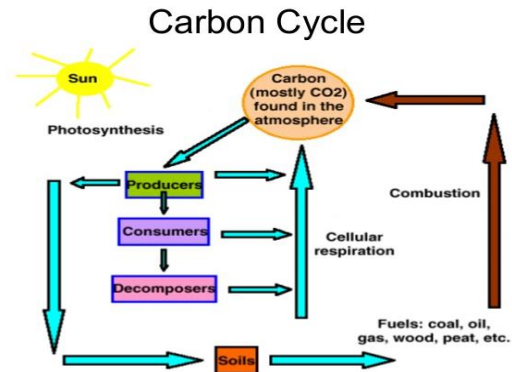 Carbon Cycle
Sun
Carbon
(mostly CO2)
found in the
atmosphere
Photosynthesis
Producers
Combustion
Consumers
Cellular
respiration
Decomposers
Fuels: coal, oil,
gas, wood, peat, etc.
Soils